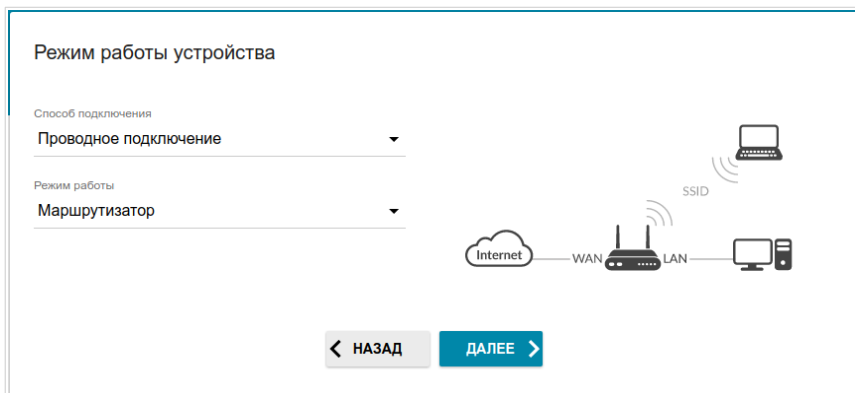 Режим работы устройства
Способ подключения
Проводное подключение
Режим работы
Маршрутизатор
SSID
Internet
WAN
LAN
НАЗАД
ДАЛЕЕ